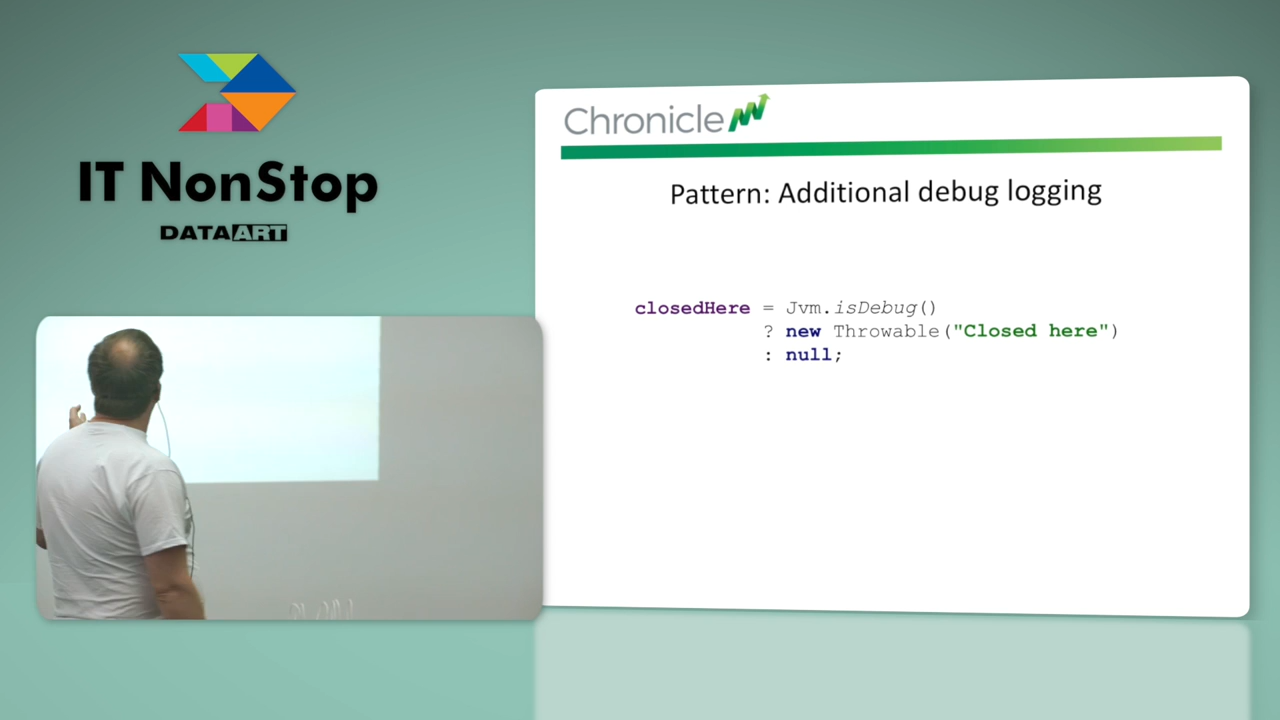 IT NonStop
DATAART
Chronicle
Pattern: Additional debug logging
closedHere = Jvm.isDebug()
? new Throwable("Closed here")
: null;